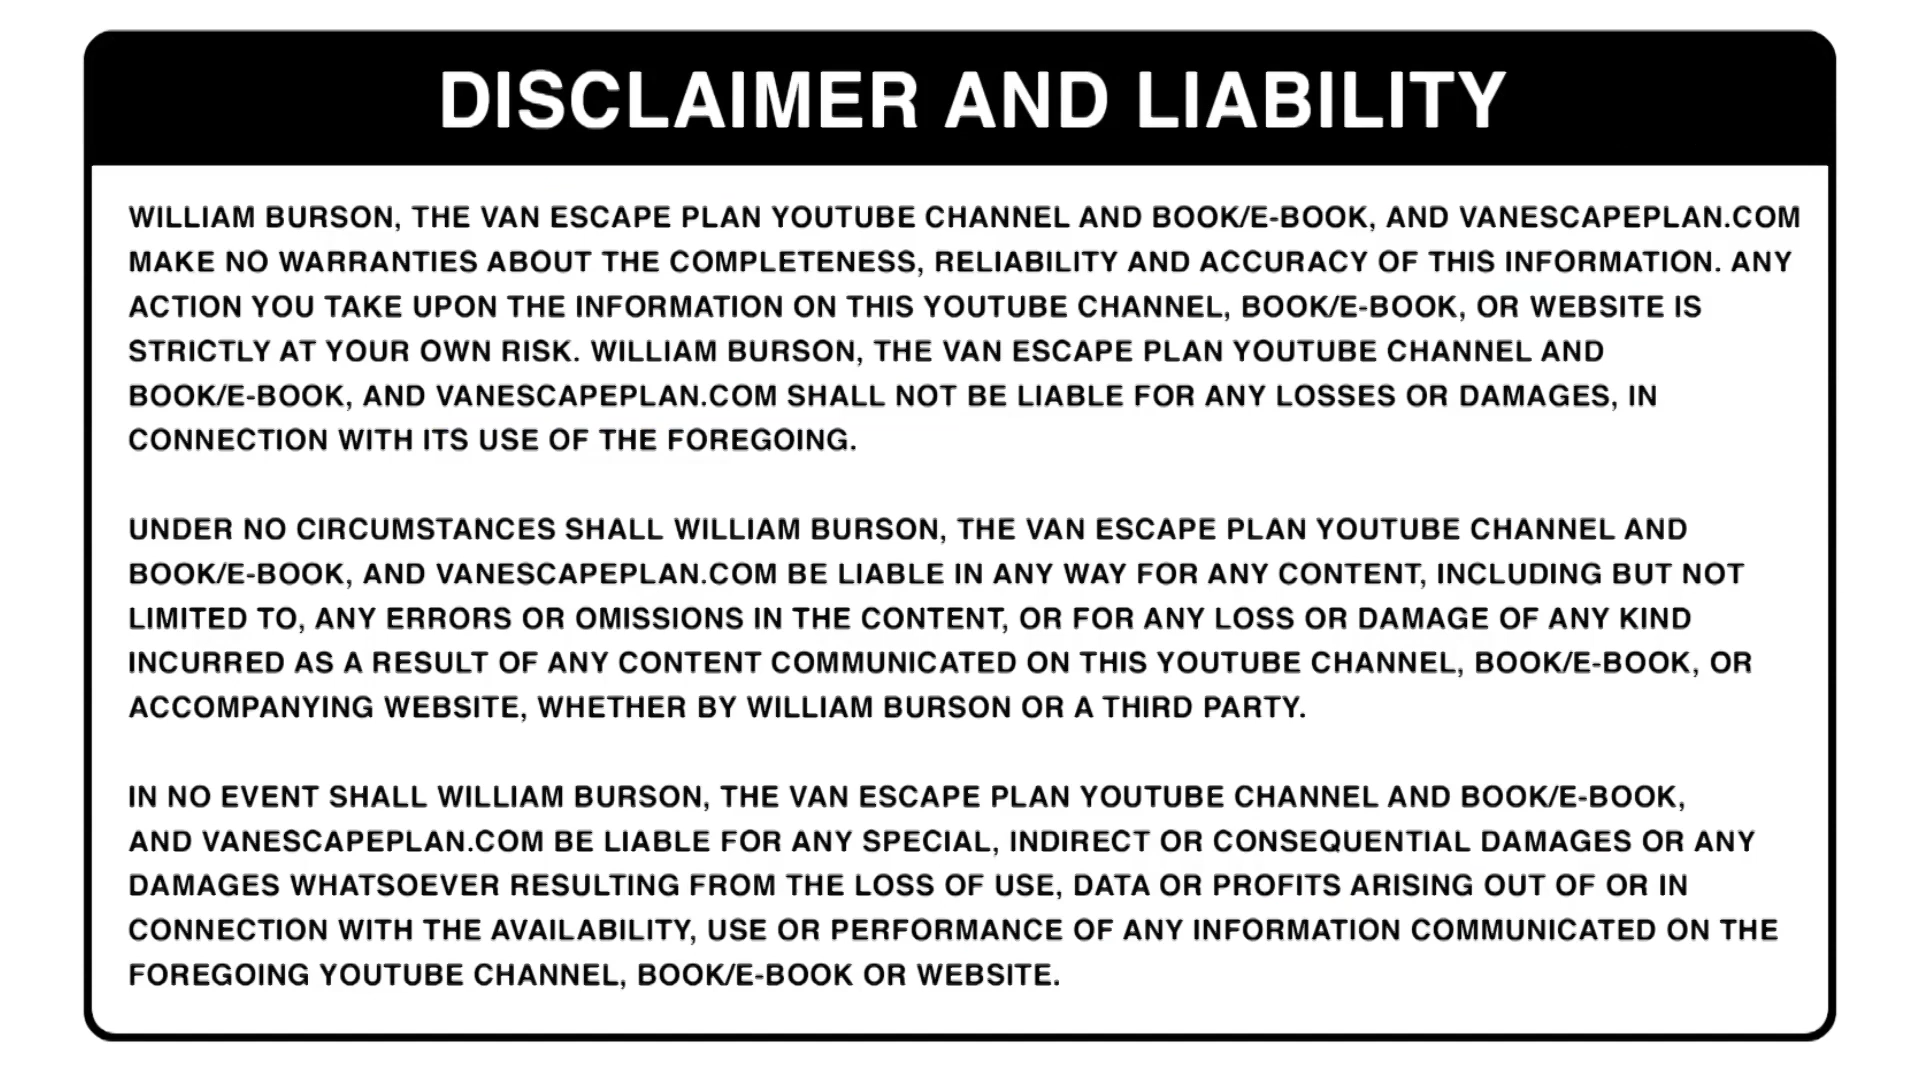 DISCLAIMER AND LIABILITY
WILLIAM BURSON, THE VAN ESCAPE PLAN YOUTUBE CHANNEL AND BOOK/E-BOOK, AND VANESCAPEPLAN.COM
MAKE NO WARRANTIES ABOUT THE COMPLETENESS, RELIABILITY AND ACCURACY OF THIS INFORMATION. ANY
ACTION YOU TAKE UPON THE INFORMATION ON THIS YOUTUBE CHANNEL, BOOK/E-BOOK, OR WEBSITE IS
STRICTLY AT YOUR OWN RISK. WILLIAM BURSON, THE VAN ESCAPE PLAN YOUTUBE CHANNEL AND
BOOK/E-BOOK, AND VANESCAPEPLAN.COM SHALL NOT BE LIABLE FOR ANY LOSSES OR DAMAGES, IN
CONNECTION WITH ITS USE OF THE FOREGOING.
UNDER NO CIRCUMSTANCES SHALL WILLIAM BURSON, THE VAN ESCAPE PLAN YOUTUBE CHANNEL AND
BOOK/E-BOOK, AND VANESCAPEPLAN.COM BE LIABLE IN ANY WAY FOR ANY CONTENT, INCLUDING BUT NOT
LIMITED TO, ANY ERRORS OR OMISSIONS IN THE CONTENT, OR FOR ANY LOSS OR DAMAGE OF ANY KIND
INCURRED AS A RESULT OF ANY CONTENT COMMUNICATED ON THIS YOUTUBE CHANNEL, BOOK/E-BOOK, OR
ACCOMPANYING WEBSITE, WHETHER BY WILLIAM BURSON OR A THIRD PARTY.
IN NO EVENT SHALL WILLIAM BURSON, THE VAN ESCAPE PLAN YOUTUBE CHANNEL AND BOOK/E-BOOK,
AND VANESCAPEPLAN.COM BE LIABLE FOR ANY SPECIAL, INDIRECT OR CONSEQUENTIAL DAMAGES OR ANY
DAMAGES WHATSOEVER RESULTING FROM THE LOSS OF USE, DATA OR PROFITS ARISING OUT OF OR IN
CONNECTION WITH THE AVAILABILITY, USE OR PERFORMANCE OF ANY INFORMATION COMMUNICATED ON THE
FOREGOING YOUTUBE CHANNEL, BOOK/E-BOOK OR WEBSITE.